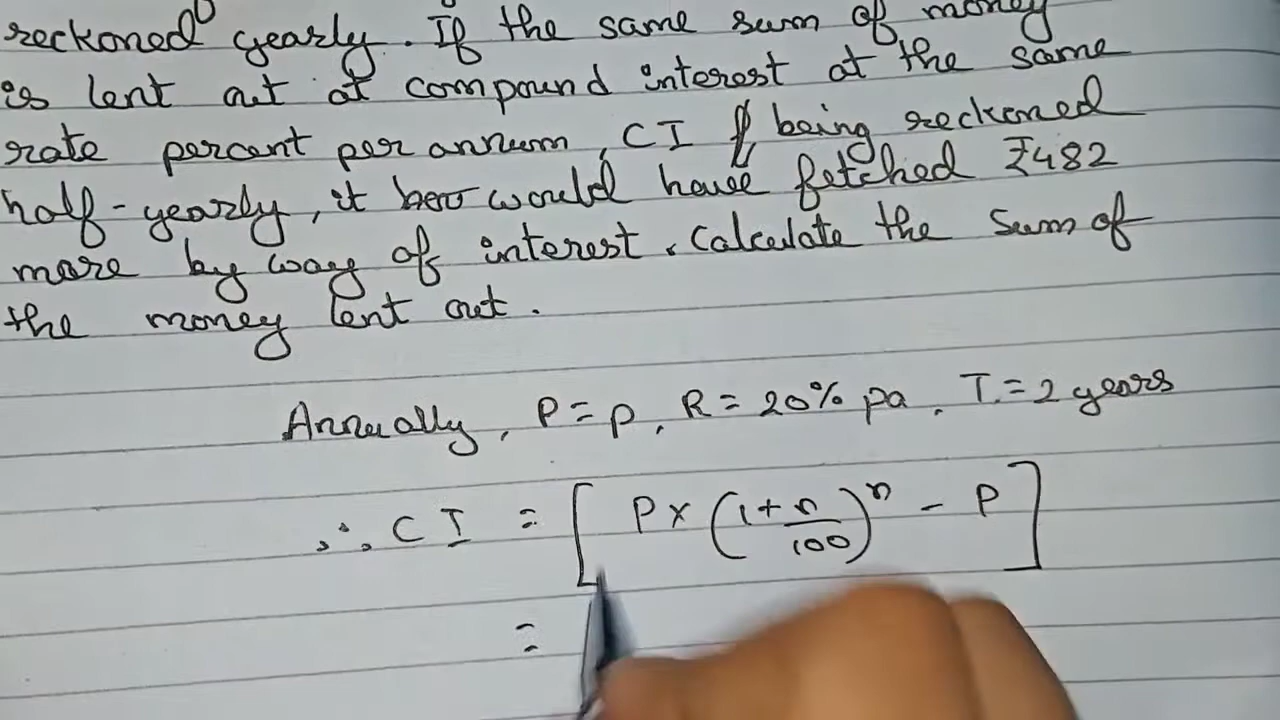 reckoned yearly. If the same sum of money
is lent out at compound interest at the same
rate percent per annum, CI being reckoned
half-yearly, it would have fetched ₹482
more by way of interest. Calculate the sum of
the money lent out.
Annually, P = p, R = 20% pa, T = 2 years
∴ CI = [ P × (1 + r/100)^n - P ]
=